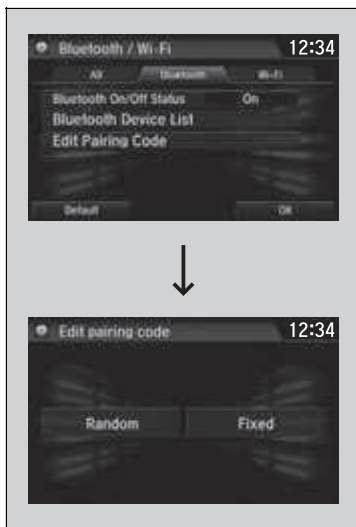 Bluetooth / Wi-Fi 12:34
All Bluetooth Wi-Fi
Bluetooth On/Off Status On
Bluetooth Device List
Edit Pairing Code
Default OK
Edit pairing code 12:34
Random Fixed